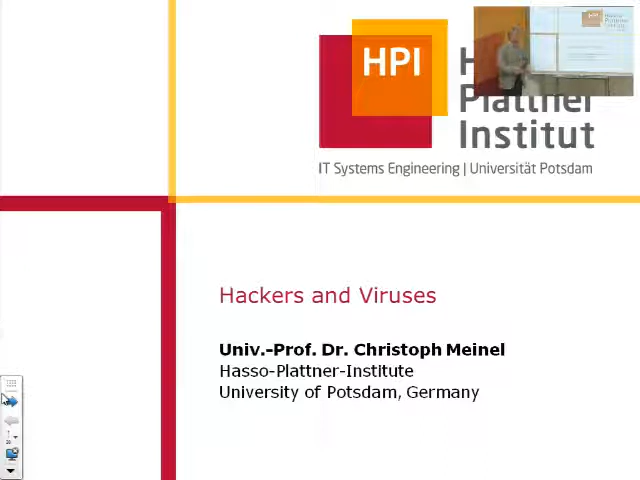 HPI
H
Plattner
Institut
IT Systems Engineering | Universität Potsdam
Hackers and Viruses
Univ.-Prof. Dr. Christoph Meinel
Hasso-Plattner-Institute
University of Potsdam, Germany